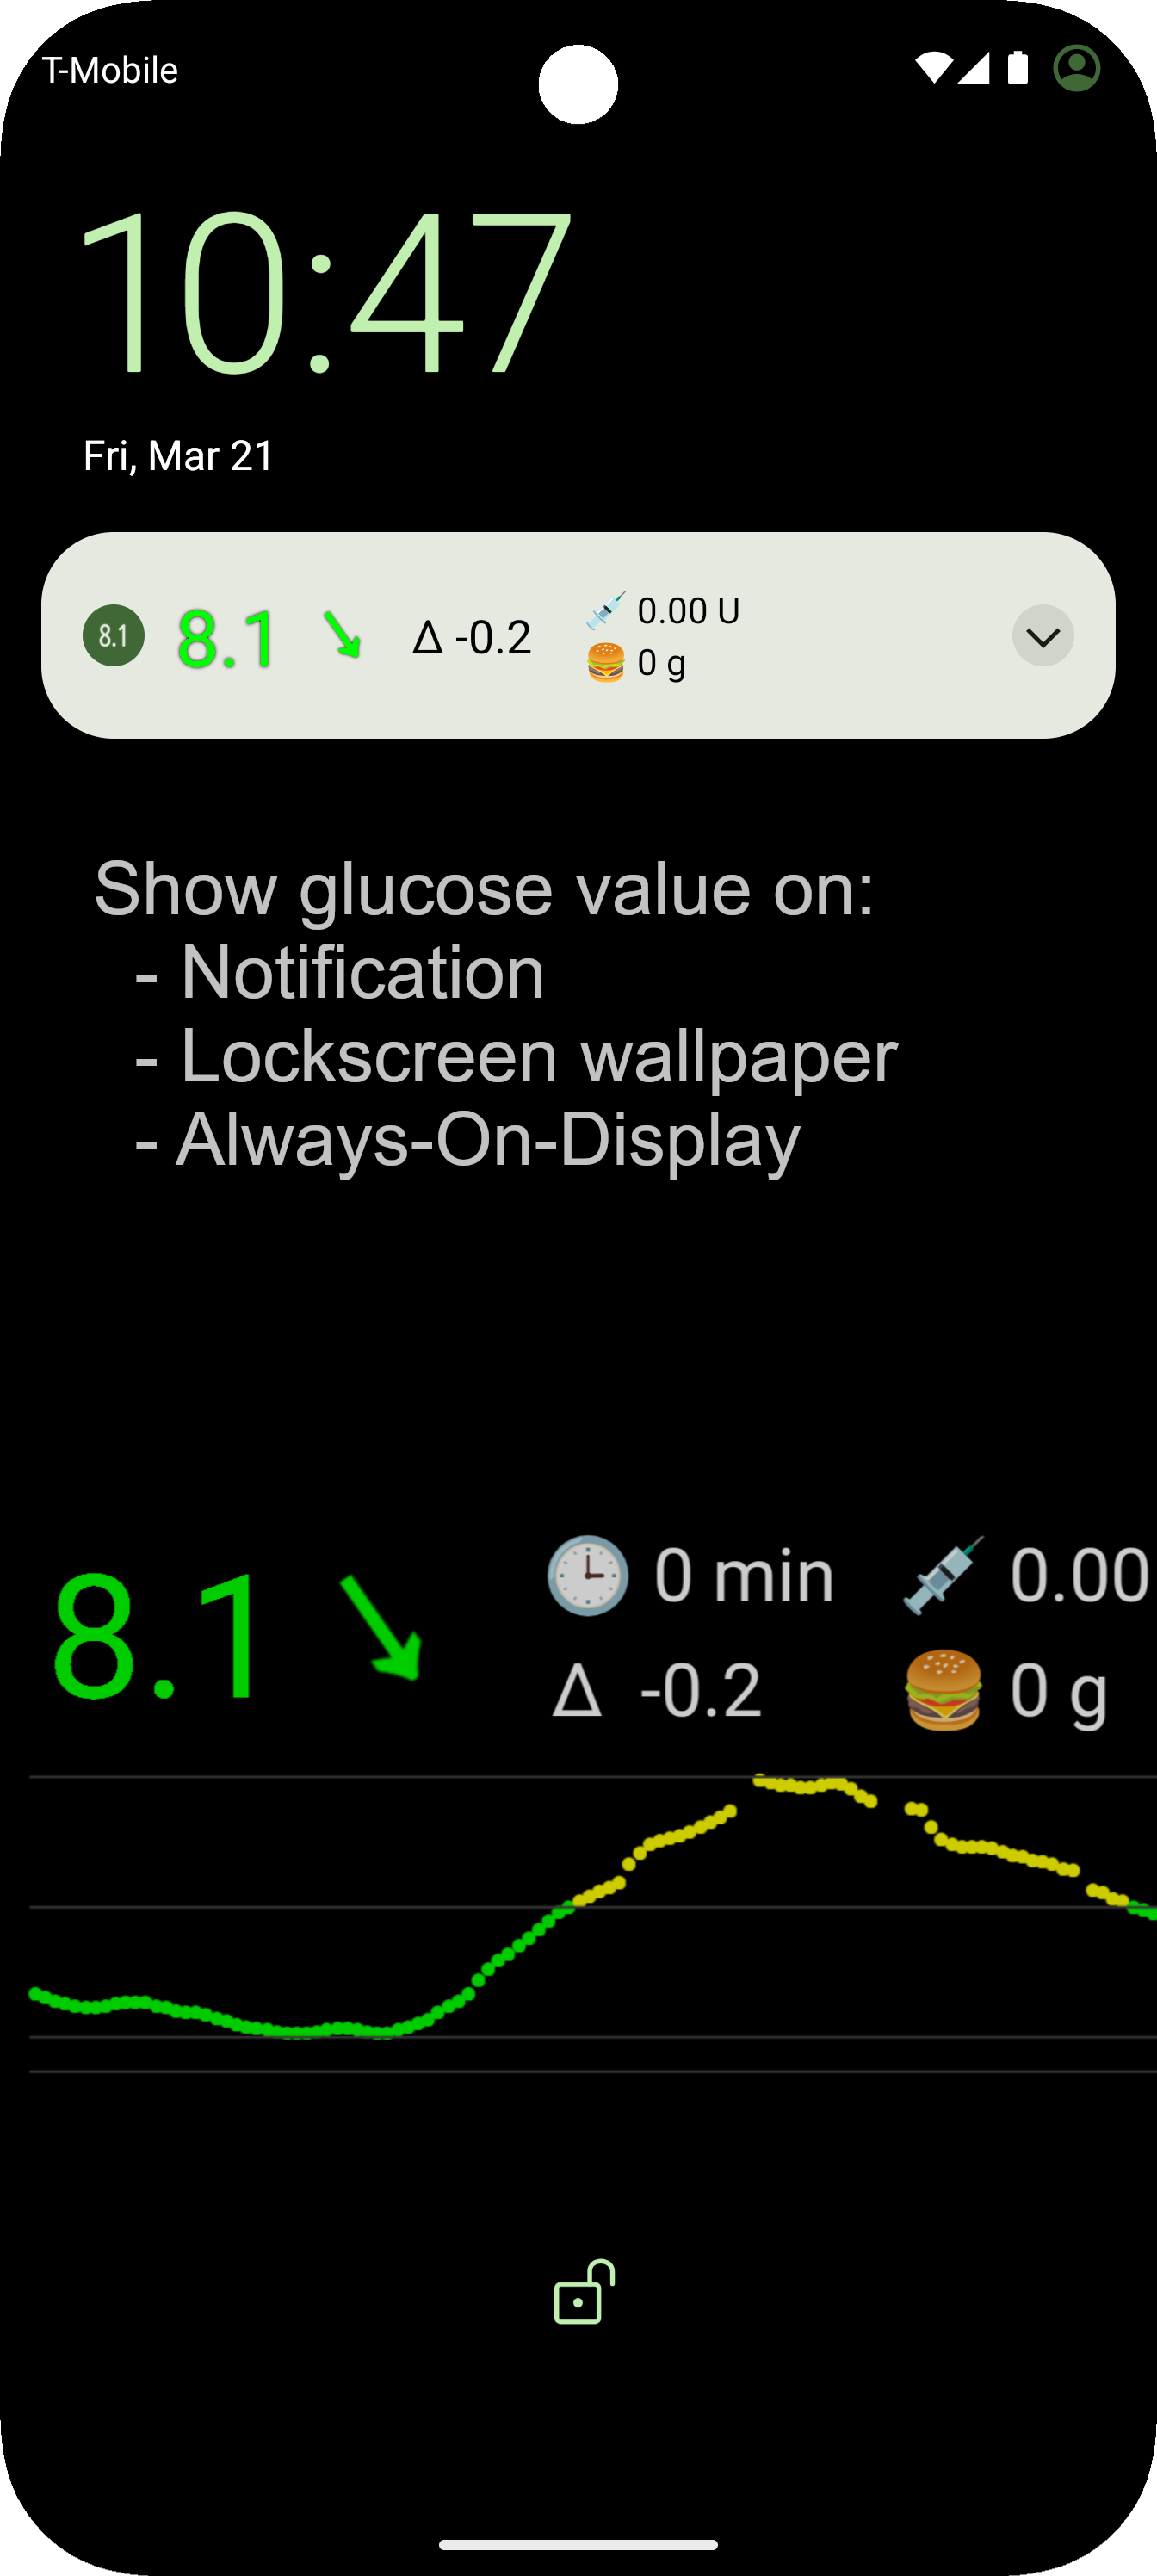 T-Mobile
10:47
Fri, Mar 21
8.1 8.1 Δ -0.2 0.00 U
0 g
Show glucose value on:
- Notification
- Lockscreen wallpaper
- Always-On-Display
8.1 0 min 0.00
Δ -0.2 0 g